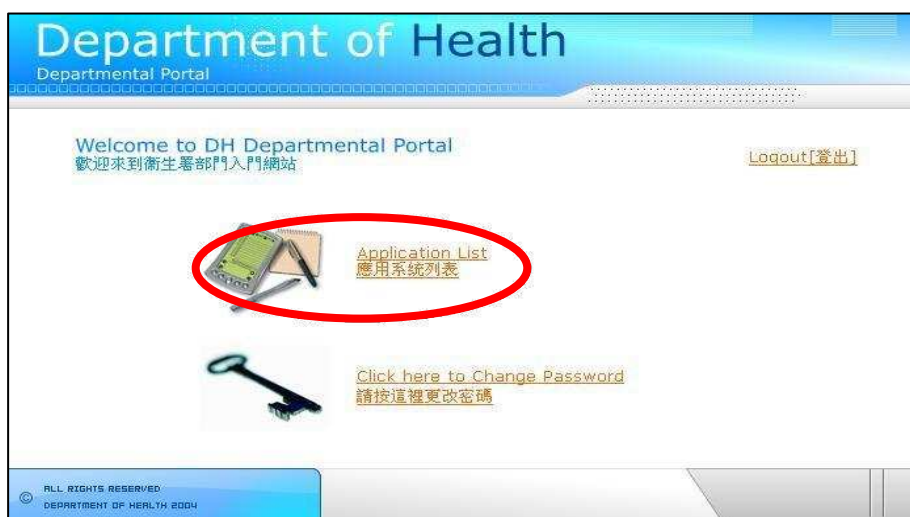 Department of Health
Departmental Portal
Welcome to DH Departmental Portal
歡迎來到衞生署部門入門網站
Logout[登出]
Application List
應用系統列表
Click here to Change Password
請按這裡更改密碼
© ALL RIGHTS RESERVED
DEPARTMENT OF HEALTH 2004